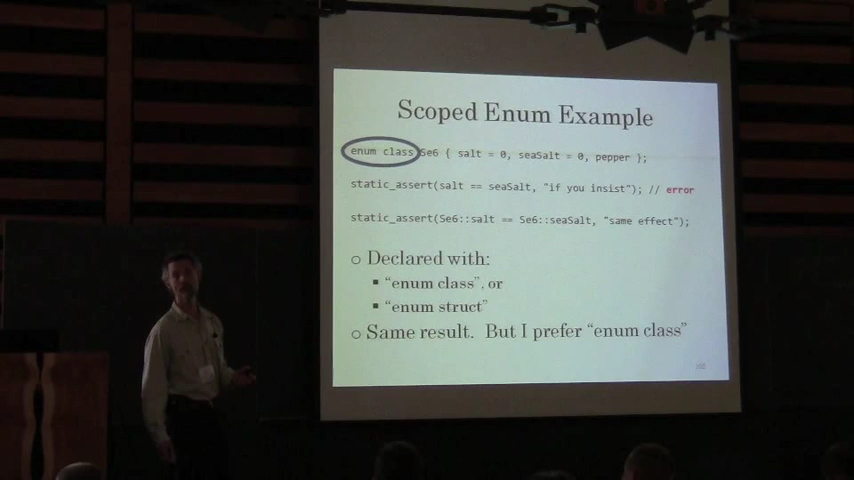 Scoped Enum Example
enum class Se6 { salt = 0, seaSalt = 0, pepper };
static_assert(salt == seaSalt, "if you insist"); // error
static_assert(Se6::salt == Se6::seaSalt, "same effect");
○ Declared with:
▪ “enum class”, or
▪ “enum struct”
○ Same result. But I prefer “enum class”